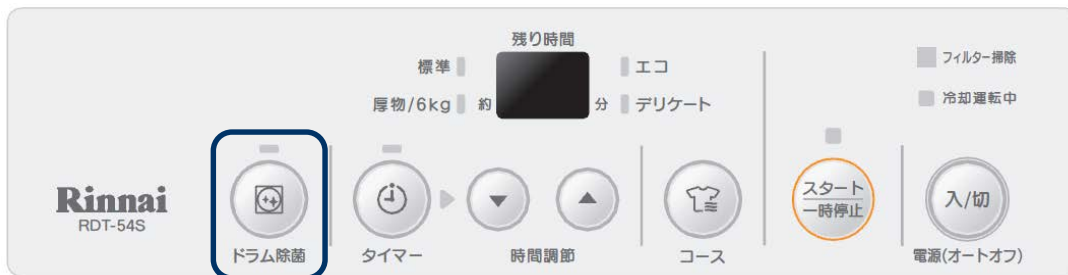 残り時間
標準
エコ
フィルター掃除
厚物/6kg
約
分
デリケート
冷却運転中
Rinnai
RDT-54S
スタート
一時停止
入/切
ドラム除菌
タイマー
時間調節
コース
電源(オートオフ)